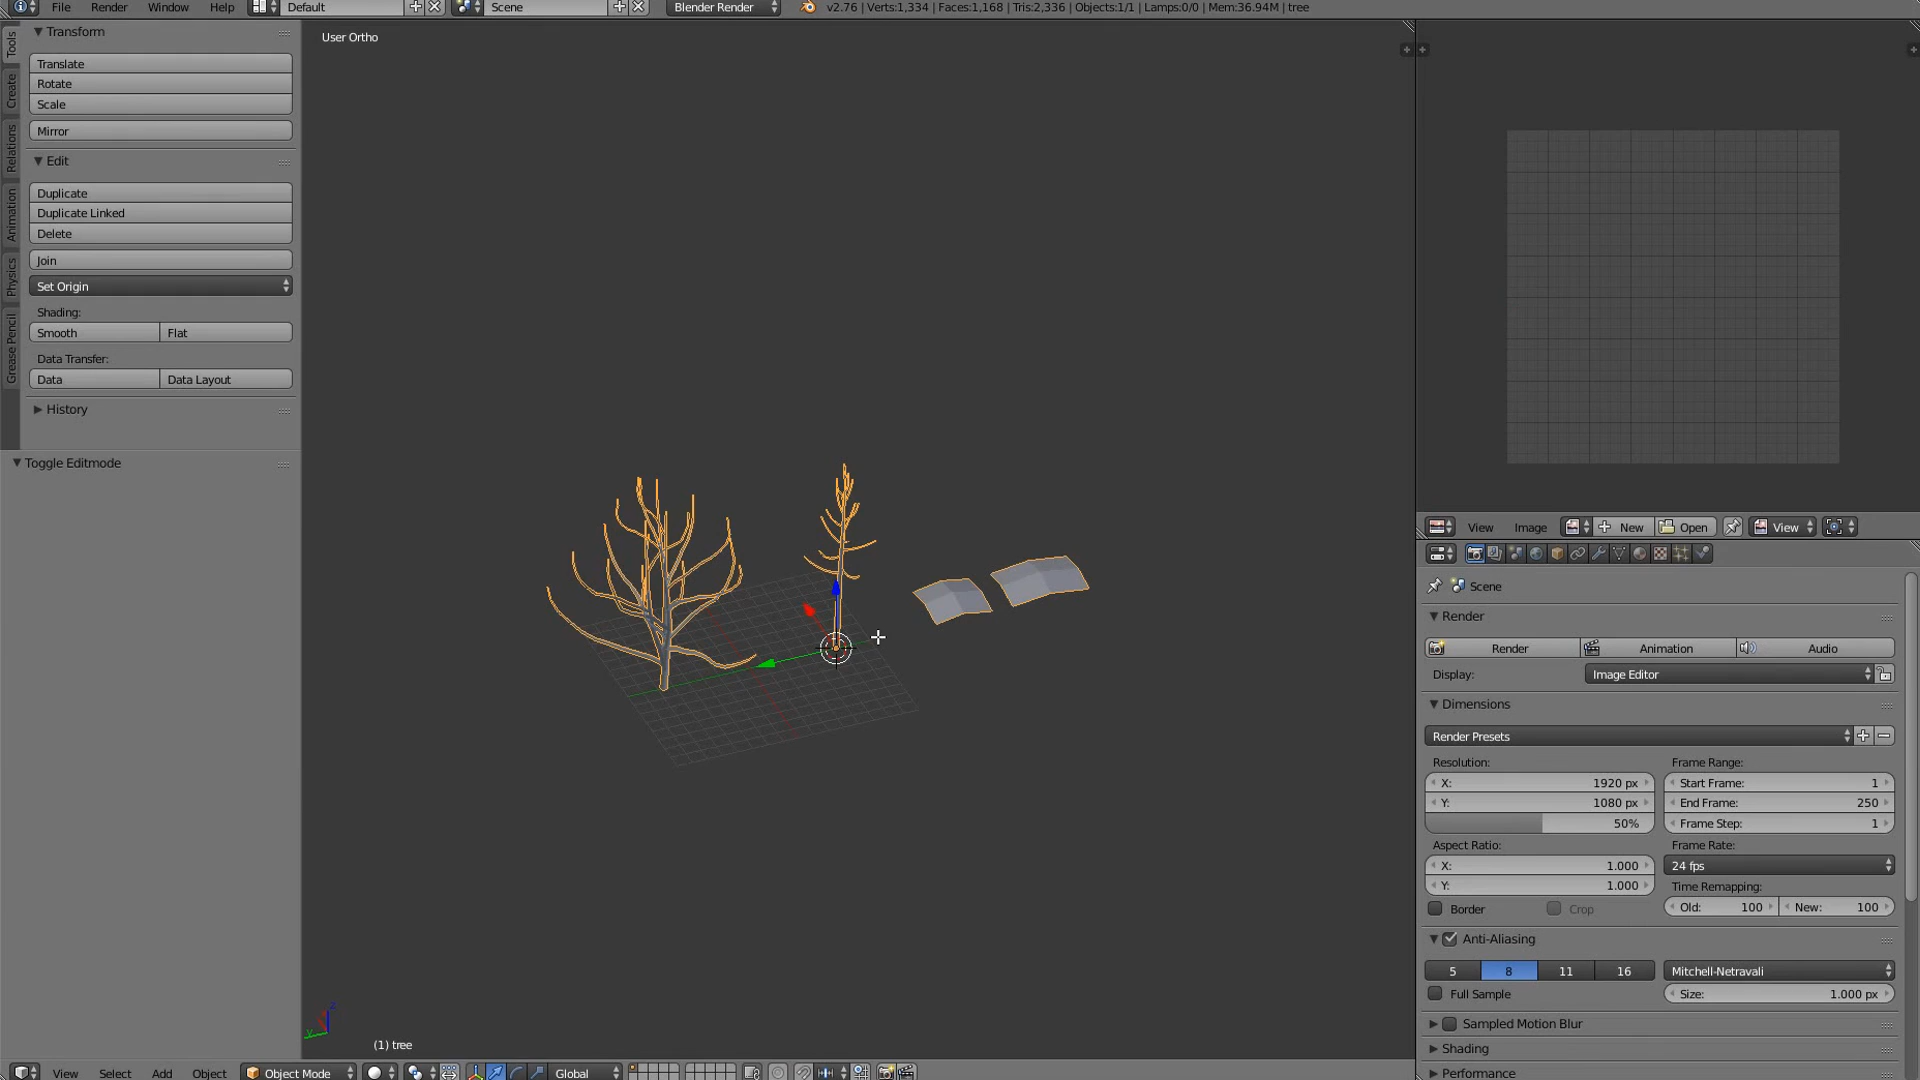 File Render Window Help Default Scene Blender Render v2.76 | Verts:1,334 | Faces:1,168 | Tris:2,336 | Objects:1/1 | Lamps:0/0 | Mem:36.94M | tree
Tools
Create
Relations
Animation
Physics
Grease Pencil
Transform
Translate
Rotate
Scale
Mirror
Edit
Duplicate
Duplicate Linked
Delete
Join
Set Origin
Shading:
Smooth Flat
Data Transfer:
Data Data Layout
History
Toggle Editmode
User Ortho
(1) tree
View Select Add Object Object Mode Global
View Image New Open View
Scene
Render
Render Animation Audio
Display: Image Editor
Dimensions
Render Presets
Resolution: Frame Range:
X: 1920 px Start Frame: 1
Y: 1080 px End Frame: 250
50% Frame Step: 1
Aspect Ratio: Frame Rate:
X: 1.000 24 fps
Y: 1.000 Time Remapping:
Border Crop Old: 100 New: 100
Anti-Aliasing
5 8 11 16 Mitchell-Netravali
Full Sample Size: 1.000 px
Sampled Motion Blur
Shading
Performance